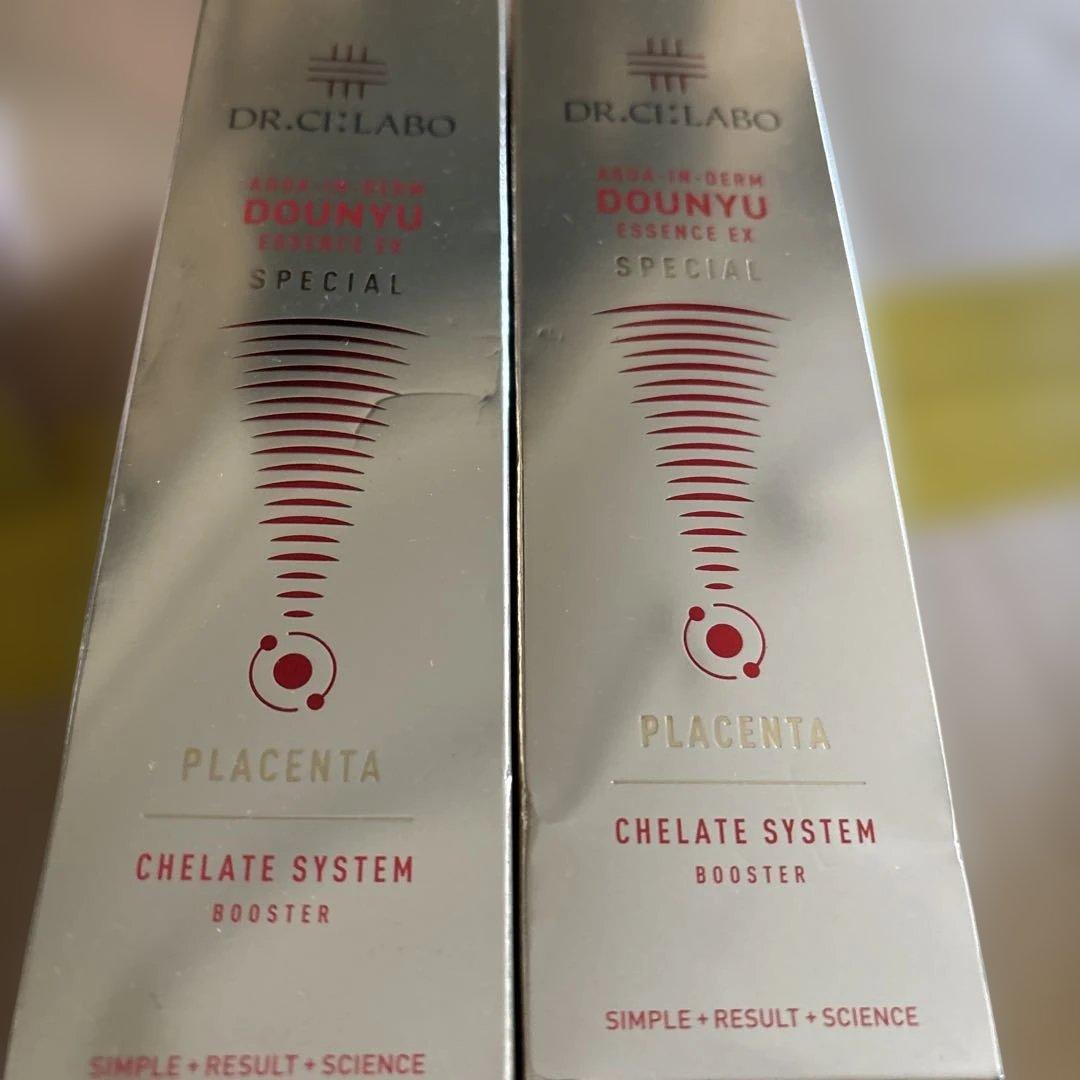 DR.CI:LABO
AQUA-IN-DERM
DOUNYU
ESSENCE EX
SPECIAL
PLACENTA
CHELATE SYSTEM
BOOSTER
SIMPLE+RESULT+SCIENCE
DR.CI:LABO
AQUA-IN-DERM
DOUNYU
ESSENCE EX
SPECIAL
PLACENTA
CHELATE SYSTEM
BOOSTER
SIMPLE+RESULT+SCIENCE